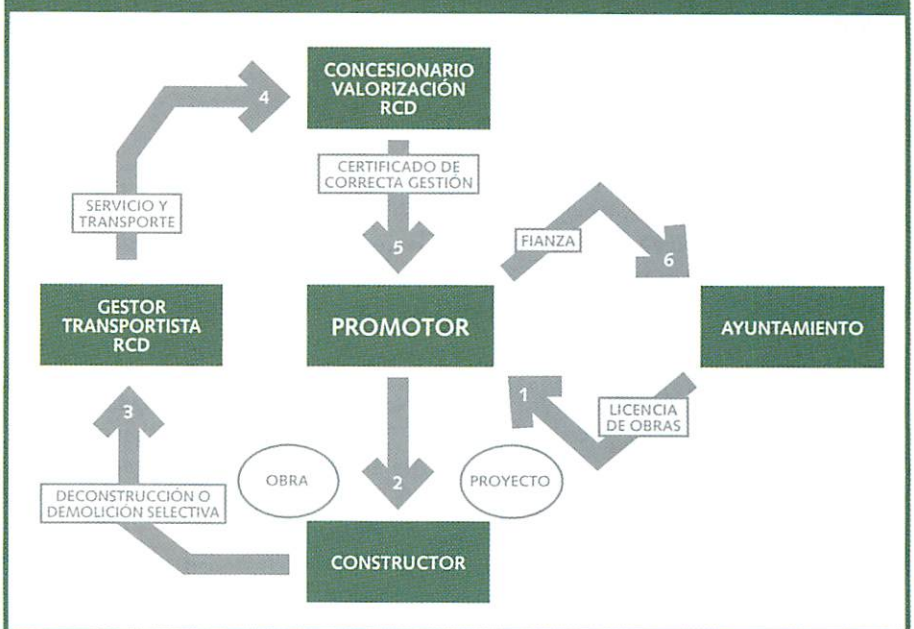 CONCESIONARIO
VALORIZACIÓN
RCD
4
CERTIFICADO DE
CORRECTA GESTIÓN
SERVICIO Y
TRANSPORTE
5
FIANZA
6
GESTOR
TRANSPORTISTA
RCD
PROMOTOR
AYUNTAMIENTO
1
LICENCIA
DE OBRAS
3
OBRA
2
PROYECTO
DECONSTRUCCIÓN O
DEMOLICIÓN SELECTIVA
CONSTRUCTOR